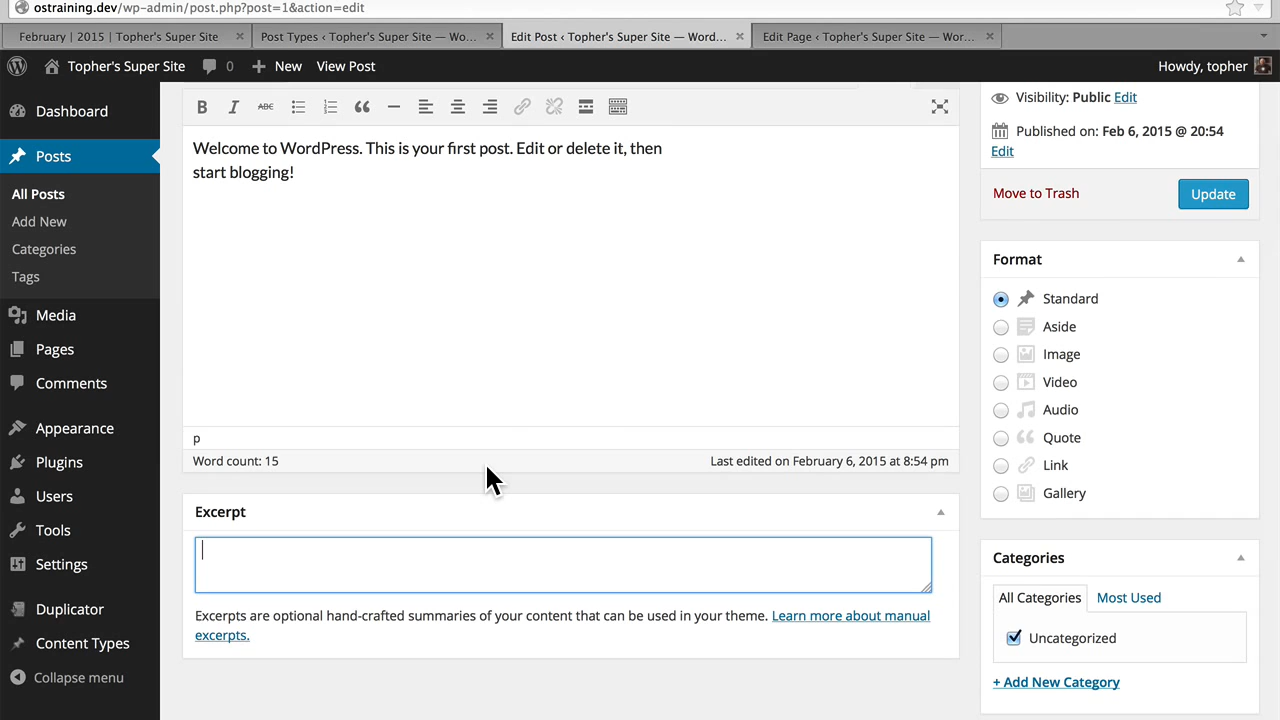 ostraining.dev/wp-admin/post.php?post=1&action=edit
February | 2015 | Topher's Super Site
Post Types ‹ Topher's Super Site — Wo...
Edit Post ‹ Topher's Super Site — Word...
Edit Page ‹ Topher's Super Site — Wor...
Topher's Super Site
0
New
View Post
Howdy, topher
Dashboard
Posts
All Posts
Add New
Categories
Tags
Media
Pages
Comments
Appearance
Plugins
Users
Tools
Settings
Duplicator
Content Types
Collapse menu
B I ABC
Welcome to WordPress. This is your first post. Edit or delete it, then
start blogging!
p
Word count: 15
Last edited on February 6, 2015 at 8:54 pm
Excerpt
Excerpts are optional hand-crafted summaries of your content that can be used in your theme. Learn more about manual
excerpts.
Visibility: Public Edit
Published on: Feb 6, 2015 @ 20:54
Edit
Move to Trash
Update
Format
Standard
Aside
Image
Video
Audio
Quote
Link
Gallery
Categories
All Categories
Most Used
Uncategorized
+ Add New Category